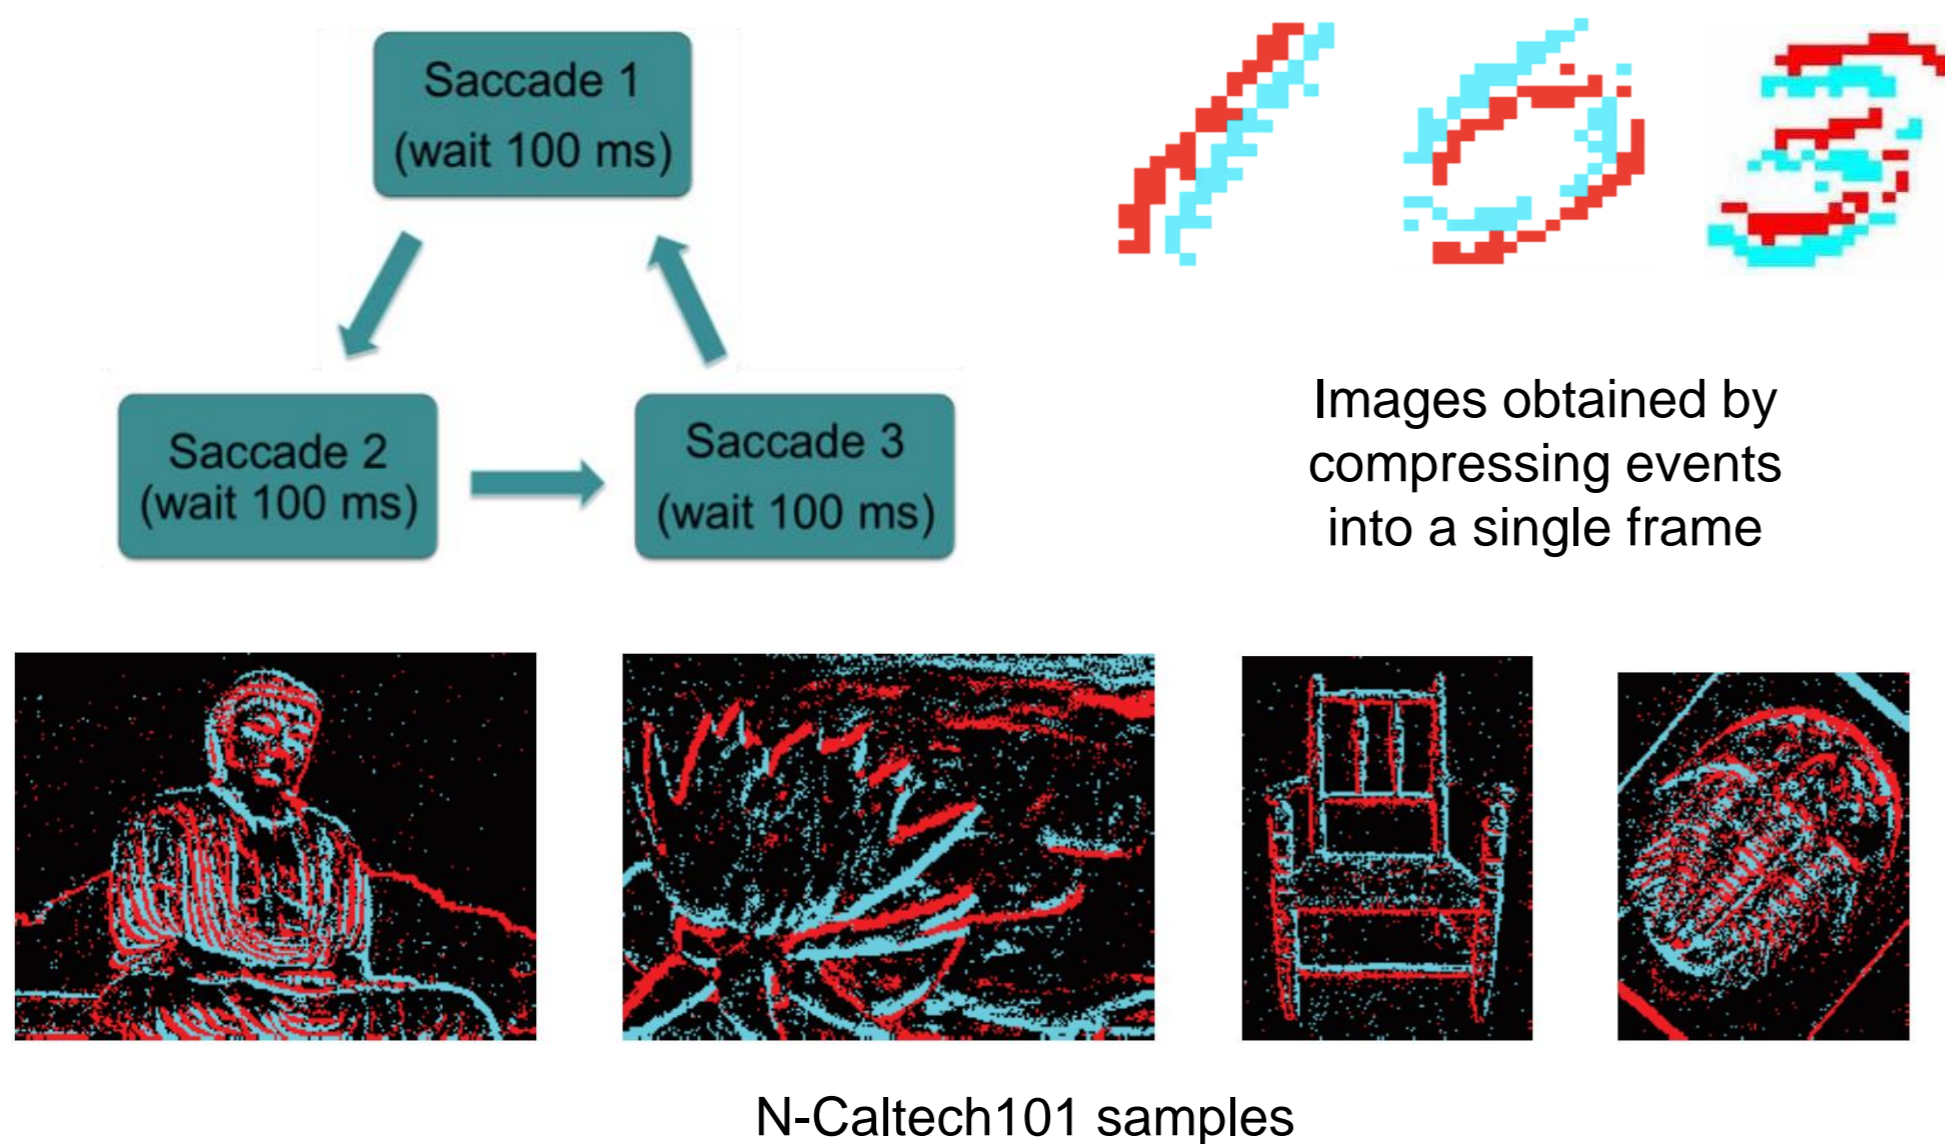 Saccade 1
(wait 100 ms)
Saccade 2
(wait 100 ms)
Saccade 3
(wait 100 ms)
Images obtained by
compressing events
into a single frame
N-Caltech101 samples